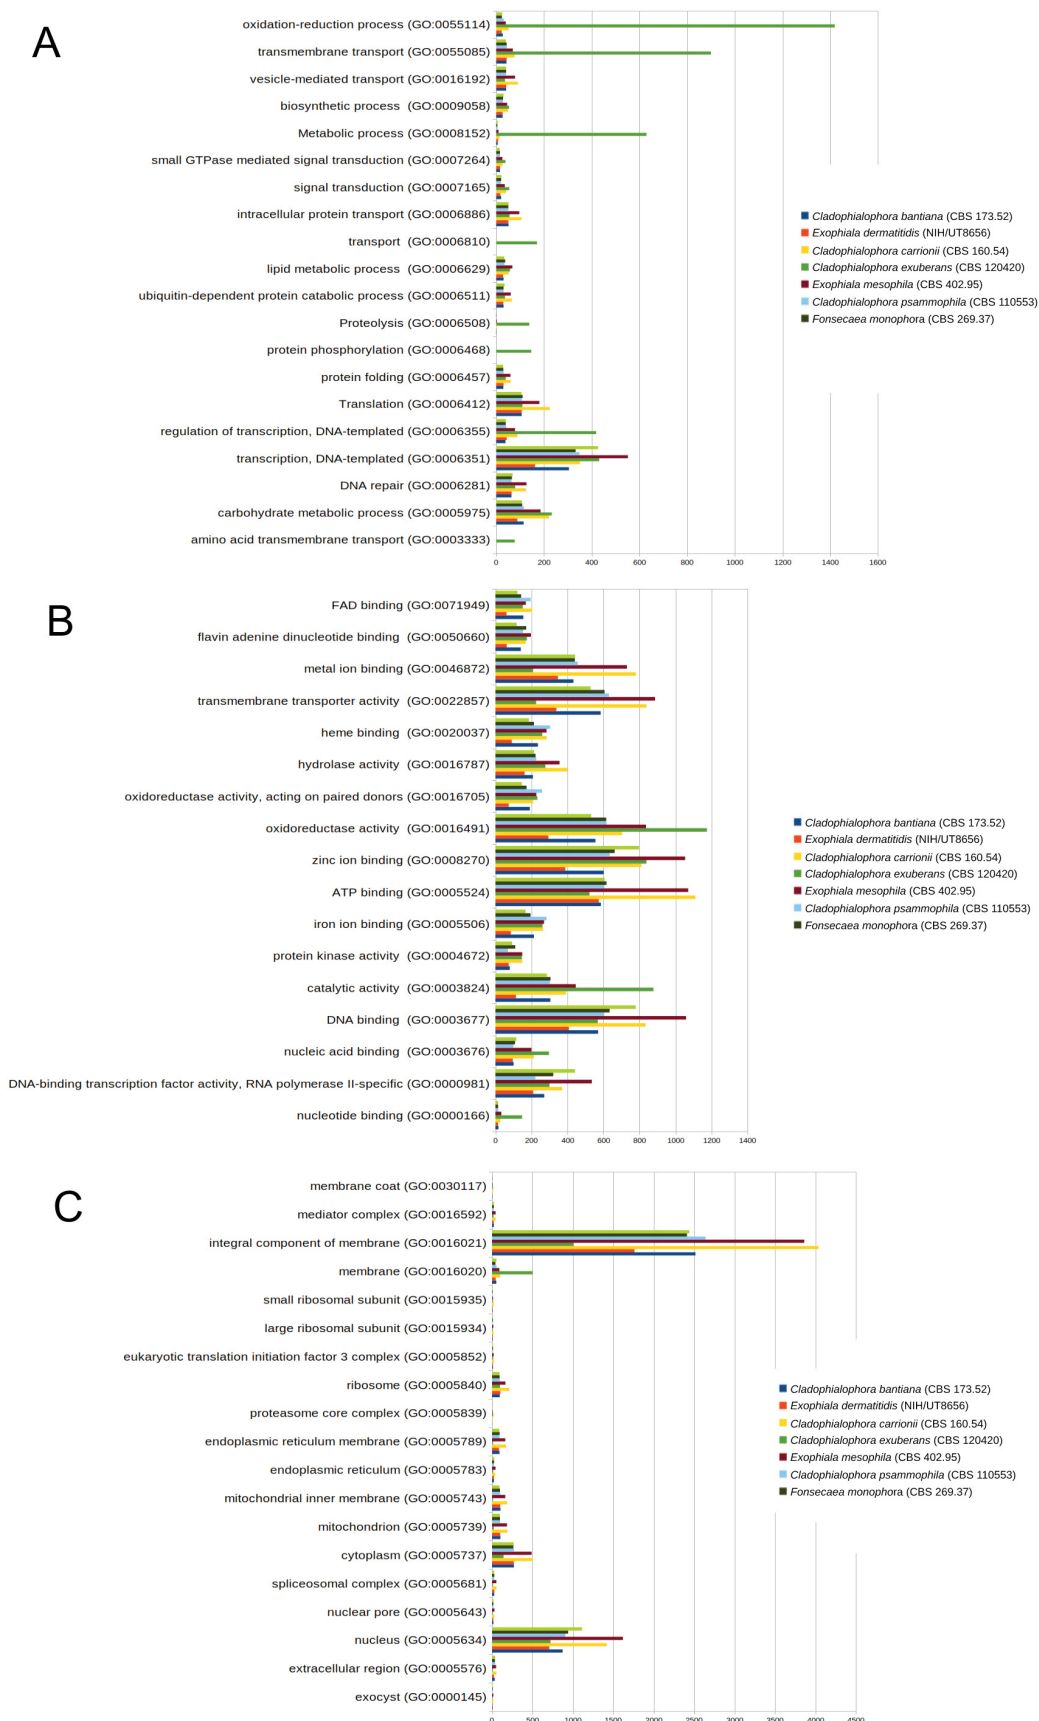 A
oxidation-reduction process (GO:0055114)
transmembrane transport (GO:0055085)
vesicle-mediated transport (GO:0016192)
biosynthetic process (GO:0009058)
Metabolic process (GO:0008152)
small GTPase mediated signal transduction (GO:0007264)
signal transduction (GO:0007165)
intracellular protein transport (GO:0006886)
transport (GO:0006810)
lipid metabolic process (GO:0006629)
ubiquitin-dependent protein catabolic process (GO:0006511)
Proteolysis (GO:0006508)
protein phosphorylation (GO:0006468)
protein folding (GO:0006457)
Translation (GO:0006412)
regulation of transcription, DNA-templated (GO:0006355)
transcription, DNA-templated (GO:0006351)
DNA repair (GO:0006281)
carbohydrate metabolic process (GO:0005975)
amino acid transmembrane transport (GO:0003333)
0 200 400 600 800 1000 1200 1400 1600
Cladophialophora bantiana (CBS 173.52)
Exophiala dermatitidis (NIH/UT8656)
Cladophialophora carrionii (CBS 160.54)
Cladophialophora exuberans (CBS 120420)
Exophiala mesophila (CBS 402.95)
Cladophialophora psammophila (CBS 110553)
Fonsecaea monophora (CBS 269.37)
B
FAD binding (GO:0071949)
flavin adenine dinucleotide binding (GO:0050660)
metal ion binding (GO:0046872)
transmembrane transporter activity (GO:0022857)
heme binding (GO:0020037)
hydrolase activity (GO:0016787)
oxidoreductase activity, acting on paired donors (GO:0016705)
oxidoreductase activity (GO:0016491)
zinc ion binding (GO:0008270)
ATP binding (GO:0005524)
iron ion binding (GO:0005506)
protein kinase activity (GO:0004672)
catalytic activity (GO:0003824)
DNA binding (GO:0003677)
nucleic acid binding (GO:0003676)
DNA-binding transcription factor activity, RNA polymerase II-specific (GO:0000981)
nucleotide binding (GO:0000166)
0 200 400 600 800 1000 1200 1400
Cladophialophora bantiana (CBS 173.52)
Exophiala dermatitidis (NIH/UT8656)
Cladophialophora carrionii (CBS 160.54)
Cladophialophora exuberans (CBS 120420)
Exophiala mesophila (CBS 402.95)
Cladophialophora psammophila (CBS 110553)
Fonsecaea monophora (CBS 269.37)
C
membrane coat (GO:0030117)
mediator complex (GO:0016592)
integral component of membrane (GO:0016021)
membrane (GO:0016020)
small ribosomal subunit (GO:0015935)
large ribosomal subunit (GO:0015934)
eukaryotic translation initiation factor 3 complex (GO:0005852)
ribosome (GO:0005840)
proteasome core complex (GO:0005839)
endoplasmic reticulum membrane (GO:0005789)
endoplasmic reticulum (GO:0005783)
mitochondrial inner membrane (GO:0005743)
mitochondrion (GO:0005739)
cytoplasm (GO:0005737)
spliceosomal complex (GO:0005681)
nuclear pore (GO:0005643)
nucleus (GO:0005634)
extracellular region (GO:0005576)
exocyst (GO:0000145)
0 500 1000 1500 2000 2500 3000 3500 4000 4500
Cladophialophora bantiana (CBS 173.52)
Exophiala dermatitidis (NIH/UT8656)
Cladophialophora carrionii (CBS 160.54)
Cladophialophora exuberans (CBS 120420)
Exophiala mesophila (CBS 402.95)
Cladophialophora psammophila (CBS 110553)
Fonsecaea monophora (CBS 269.37)